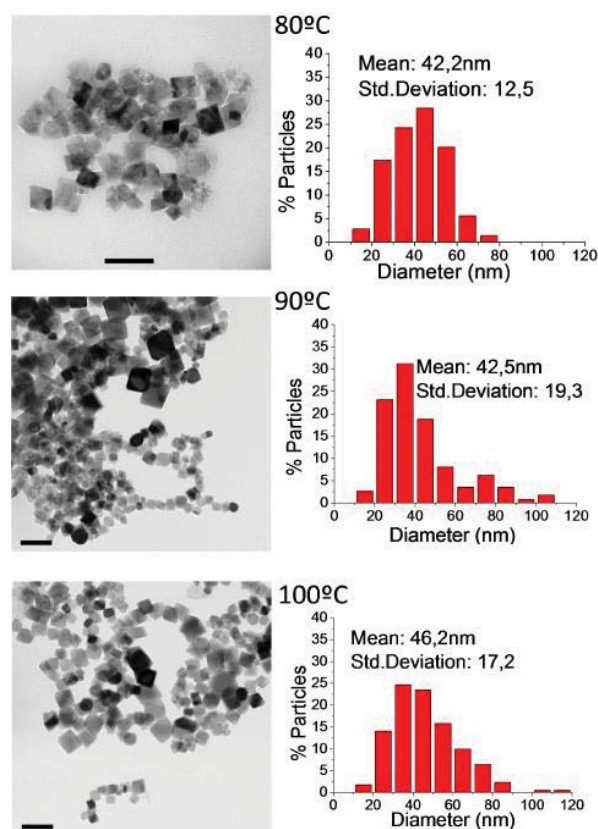 80ºC
Mean: 42,2nm
Std.Deviation: 12,5
% Particles
40
35
30
25
20
15
10
5
0
0 20 40 60 80 100 120
Diameter (nm)
90ºC
Mean: 42,5nm
Std.Deviation: 19,3
% Particles
40
35
30
25
20
15
10
5
0
0 20 40 60 80 100 120
Diameter (nm)
100ºC
Mean: 46,2nm
Std.Deviation: 17,2
% Particles
40
35
30
25
20
15
10
5
0
0 20 40 60 80 100 120
Diameter (nm)